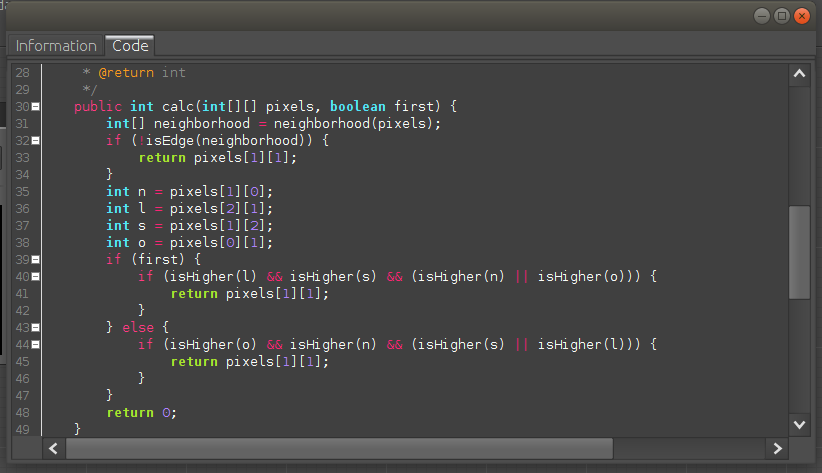 Information Code
28 * @return int
29 */
30 public int calc(int[][] pixels, boolean first) {
31 int[] neighborhood = neighborhood(pixels);
32 if (!isEdge(neighborhood)) {
33 return pixels[1][1];
34 }
35 int n = pixels[1][0];
36 int l = pixels[2][1];
37 int s = pixels[1][2];
38 int o = pixels[0][1];
39 if (first) {
40 if (isHigher(l) && isHigher(s) && (isHigher(n) || isHigher(o))) {
41 return pixels[1][1];
42 }
43 } else {
44 if (isHigher(o) && isHigher(n) && (isHigher(s) || isHigher(l))) {
45 return pixels[1][1];
46 }
47 }
48 return 0;
49 }